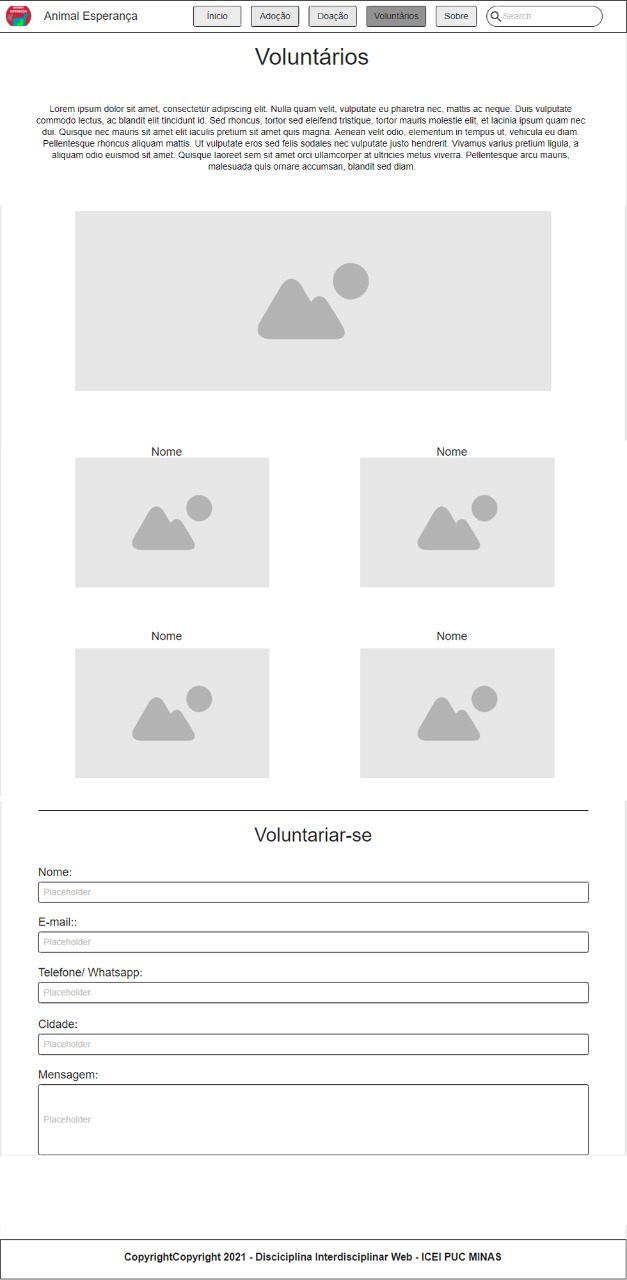 Animal Esperança
Ínicio
Adoção
Doação
Voluntários
Sobre
Search
Voluntários
Lorem ipsum dolor sit amet, consectetur adipiscing elit. Nulla quam velit, vulputate eu pharetra nec, mattis ac neque. Duis vulputate
commodo lectus, ac blandit elit tincidunt id. Sed rhoncus, tortor sed eleifend tristique, tortor mauris molestie elit, et lacinia ipsum quam nec
dui. Quisque nec mauris sit amet elit iaculis pretium sit amet quis magna. Aenean velit odio, elementum in tempus ut, vehicula eu diam.
Pellentesque rhoncus aliquam mattis. Ut vulputate eros sed felis sodales nec vulputate justo hendrerit. Vivamus varius pretium ligula, a
aliquam odio euismod sit amet. Quisque laoreet sem sit amet orci ullamcorper at ultricies metus viverra. Pellentesque arcu mauris,
malesuada quis ornare accumsan, blandit sed diam.
Nome
Nome
Nome
Nome
Voluntariar-se
Nome:
Placeholder
E-mail::
Placeholder
Telefone/ Whatsapp:
Placeholder
Cidade:
Placeholder
Mensagem:
Placeholder
CopyrightCopyright 2021 - Disciciplina Interdisciplinar Web - ICEI PUC MINAS